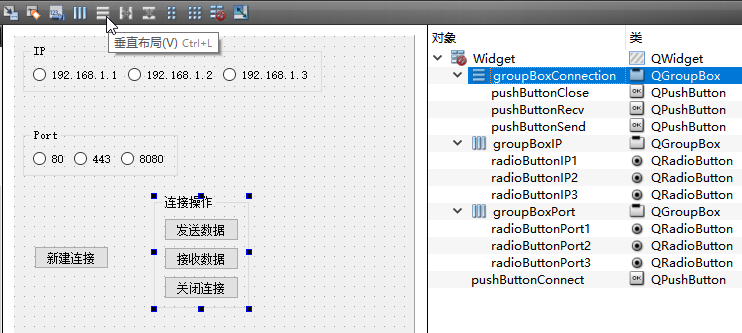 垂直布局(V) Ctrl+L
IP
192.168.1.1 192.168.1.2 192.168.1.3
Port
80 443 8080
连接操作
发送数据
新建连接 接收数据
关闭连接
对象 类
Widget QWidget
groupBoxConnection QGroupBox
pushButtonClose QPushButton
pushButtonRecv QPushButton
pushButtonSend QPushButton
groupBoxIP QGroupBox
radioButtonIP1 QRadioButton
radioButtonIP2 QRadioButton
radioButtonIP3 QRadioButton
groupBoxPort QGroupBox
radioButtonPort1 QRadioButton
radioButtonPort2 QRadioButton
radioButtonPort3 QRadioButton
pushButtonConnect QPushButton